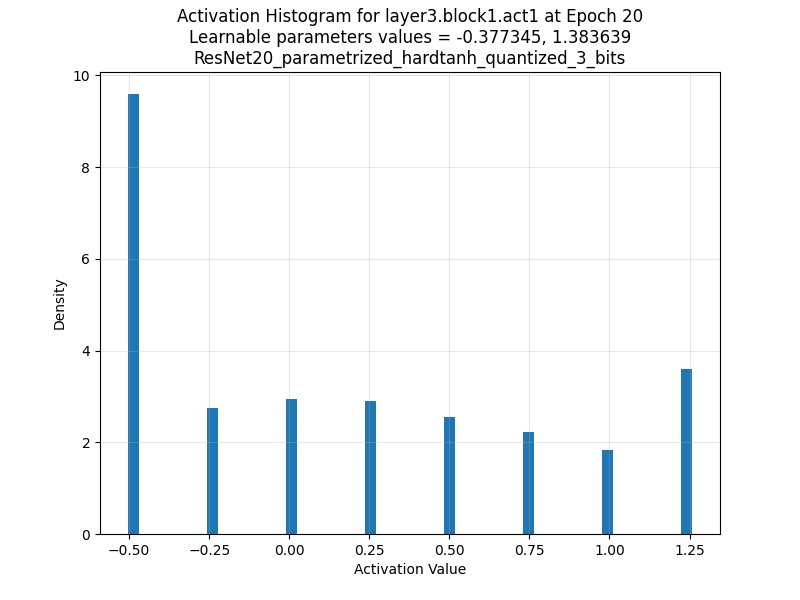 Activation Histogram for layer3.block1.act1 at Epoch 20
Learnable parameters values = -0.377345, 1.383639
ResNet20_parametrized_hardtanh_quantized_3_bits
10
8
6
4
2
0
Density
−0.50 −0.25 0.00 0.25 0.50 0.75 1.00 1.25
Activation Value